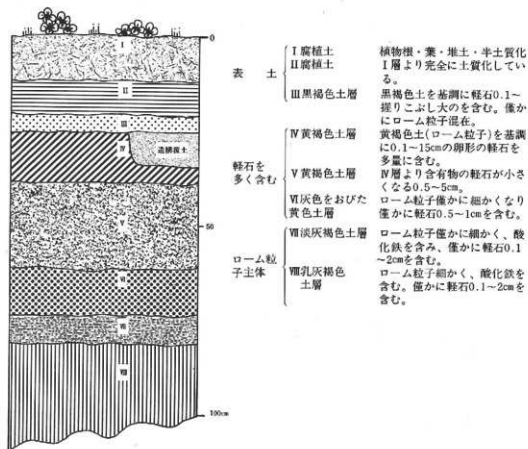 0
I
II
III
IV
遺構覆土
V
50
VI
VII
VIII
100cm
表土
I 腐植土 植物根・葉・堆土・半土質化
II 腐植土 I 層より完全に土質化している。
III 黒褐色土層 黒褐色土を基調に軽石0.1~
握りこぶし大のを含む。僅か
にローム粒子混在。
軽石を
多く含む
IV 黄褐色土層 黄褐色土(ローム粒子)を基調
に0.1~15cmの卵形の軽石を
多量に含む。
V 黄褐色土層 IV層より含有物の軽石が小さ
くなる0.5~5cm。
VI 灰色をおびた ローム粒子僅かに細かくなり
黄色土層 僅かに軽石0.5~1cmを含む。
ローム粒
子主体
VII 淡灰褐色土層 ローム粒子僅かに細かく、酸
化鉄を含み、僅かに軽石0.1
~2cmを含む。
VIII 乳灰褐色 ローム粒子細かく、酸化鉄を
土層 含む。僅かに軽石0.1~2cmを含む。